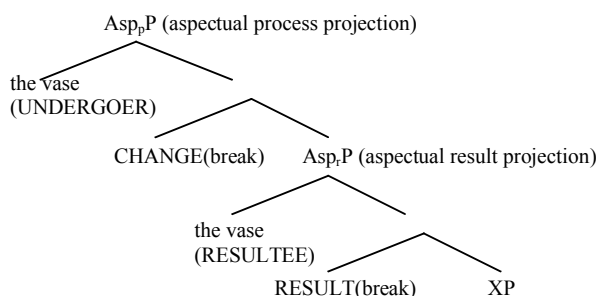 AspₚP (aspectual process projection)
the vase
(UNDERGOER)
CHANGE(break) AspᵣP (aspectual result projection)
the vase
(RESULTEE)
RESULT(break) XP